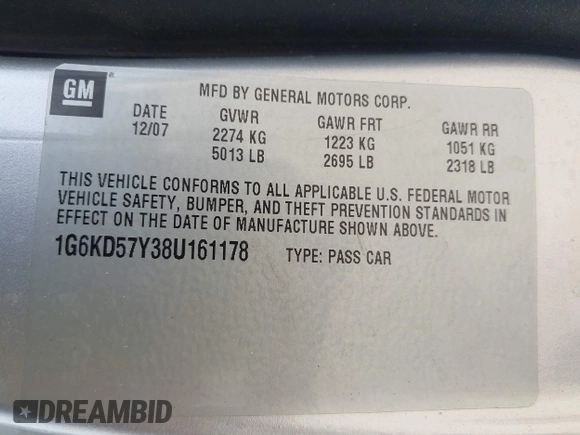 GM
MFD BY GENERAL MOTORS CORP.
DATE GVWR GAWR FRT GAWR RR
12/07 2274 KG 1223 KG 1051 KG
5013 LB 2695 LB 2318 LB
THIS VEHICLE CONFORMS TO ALL APPLICABLE U.S. FEDERAL MOTOR
VEHICLE SAFETY, BUMPER, AND THEFT PREVENTION STANDARDS IN
EFFECT ON THE DATE OF MANUFACTURE SHOWN ABOVE.
1G6KD57Y38U161178 TYPE: PASS CAR
DREAMBID